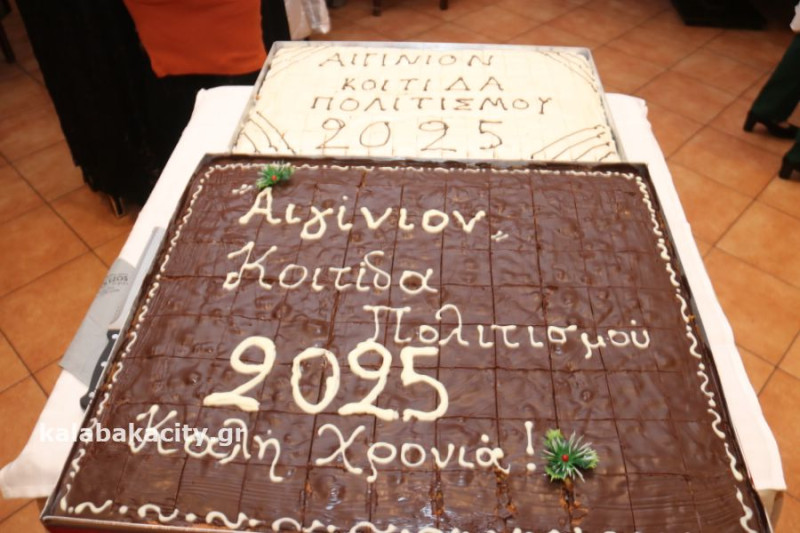 ΑΙΓΙΝΙΟΝ
ΚΟΙΤΙΔΑ
ΠΟΛΙΤΙΣΜΟΥ
2025
"Αιγίνιον"
Κοιτίδα
Πολιτισμού
2025
Καλή Χρονιά!
kalabakacity.gr